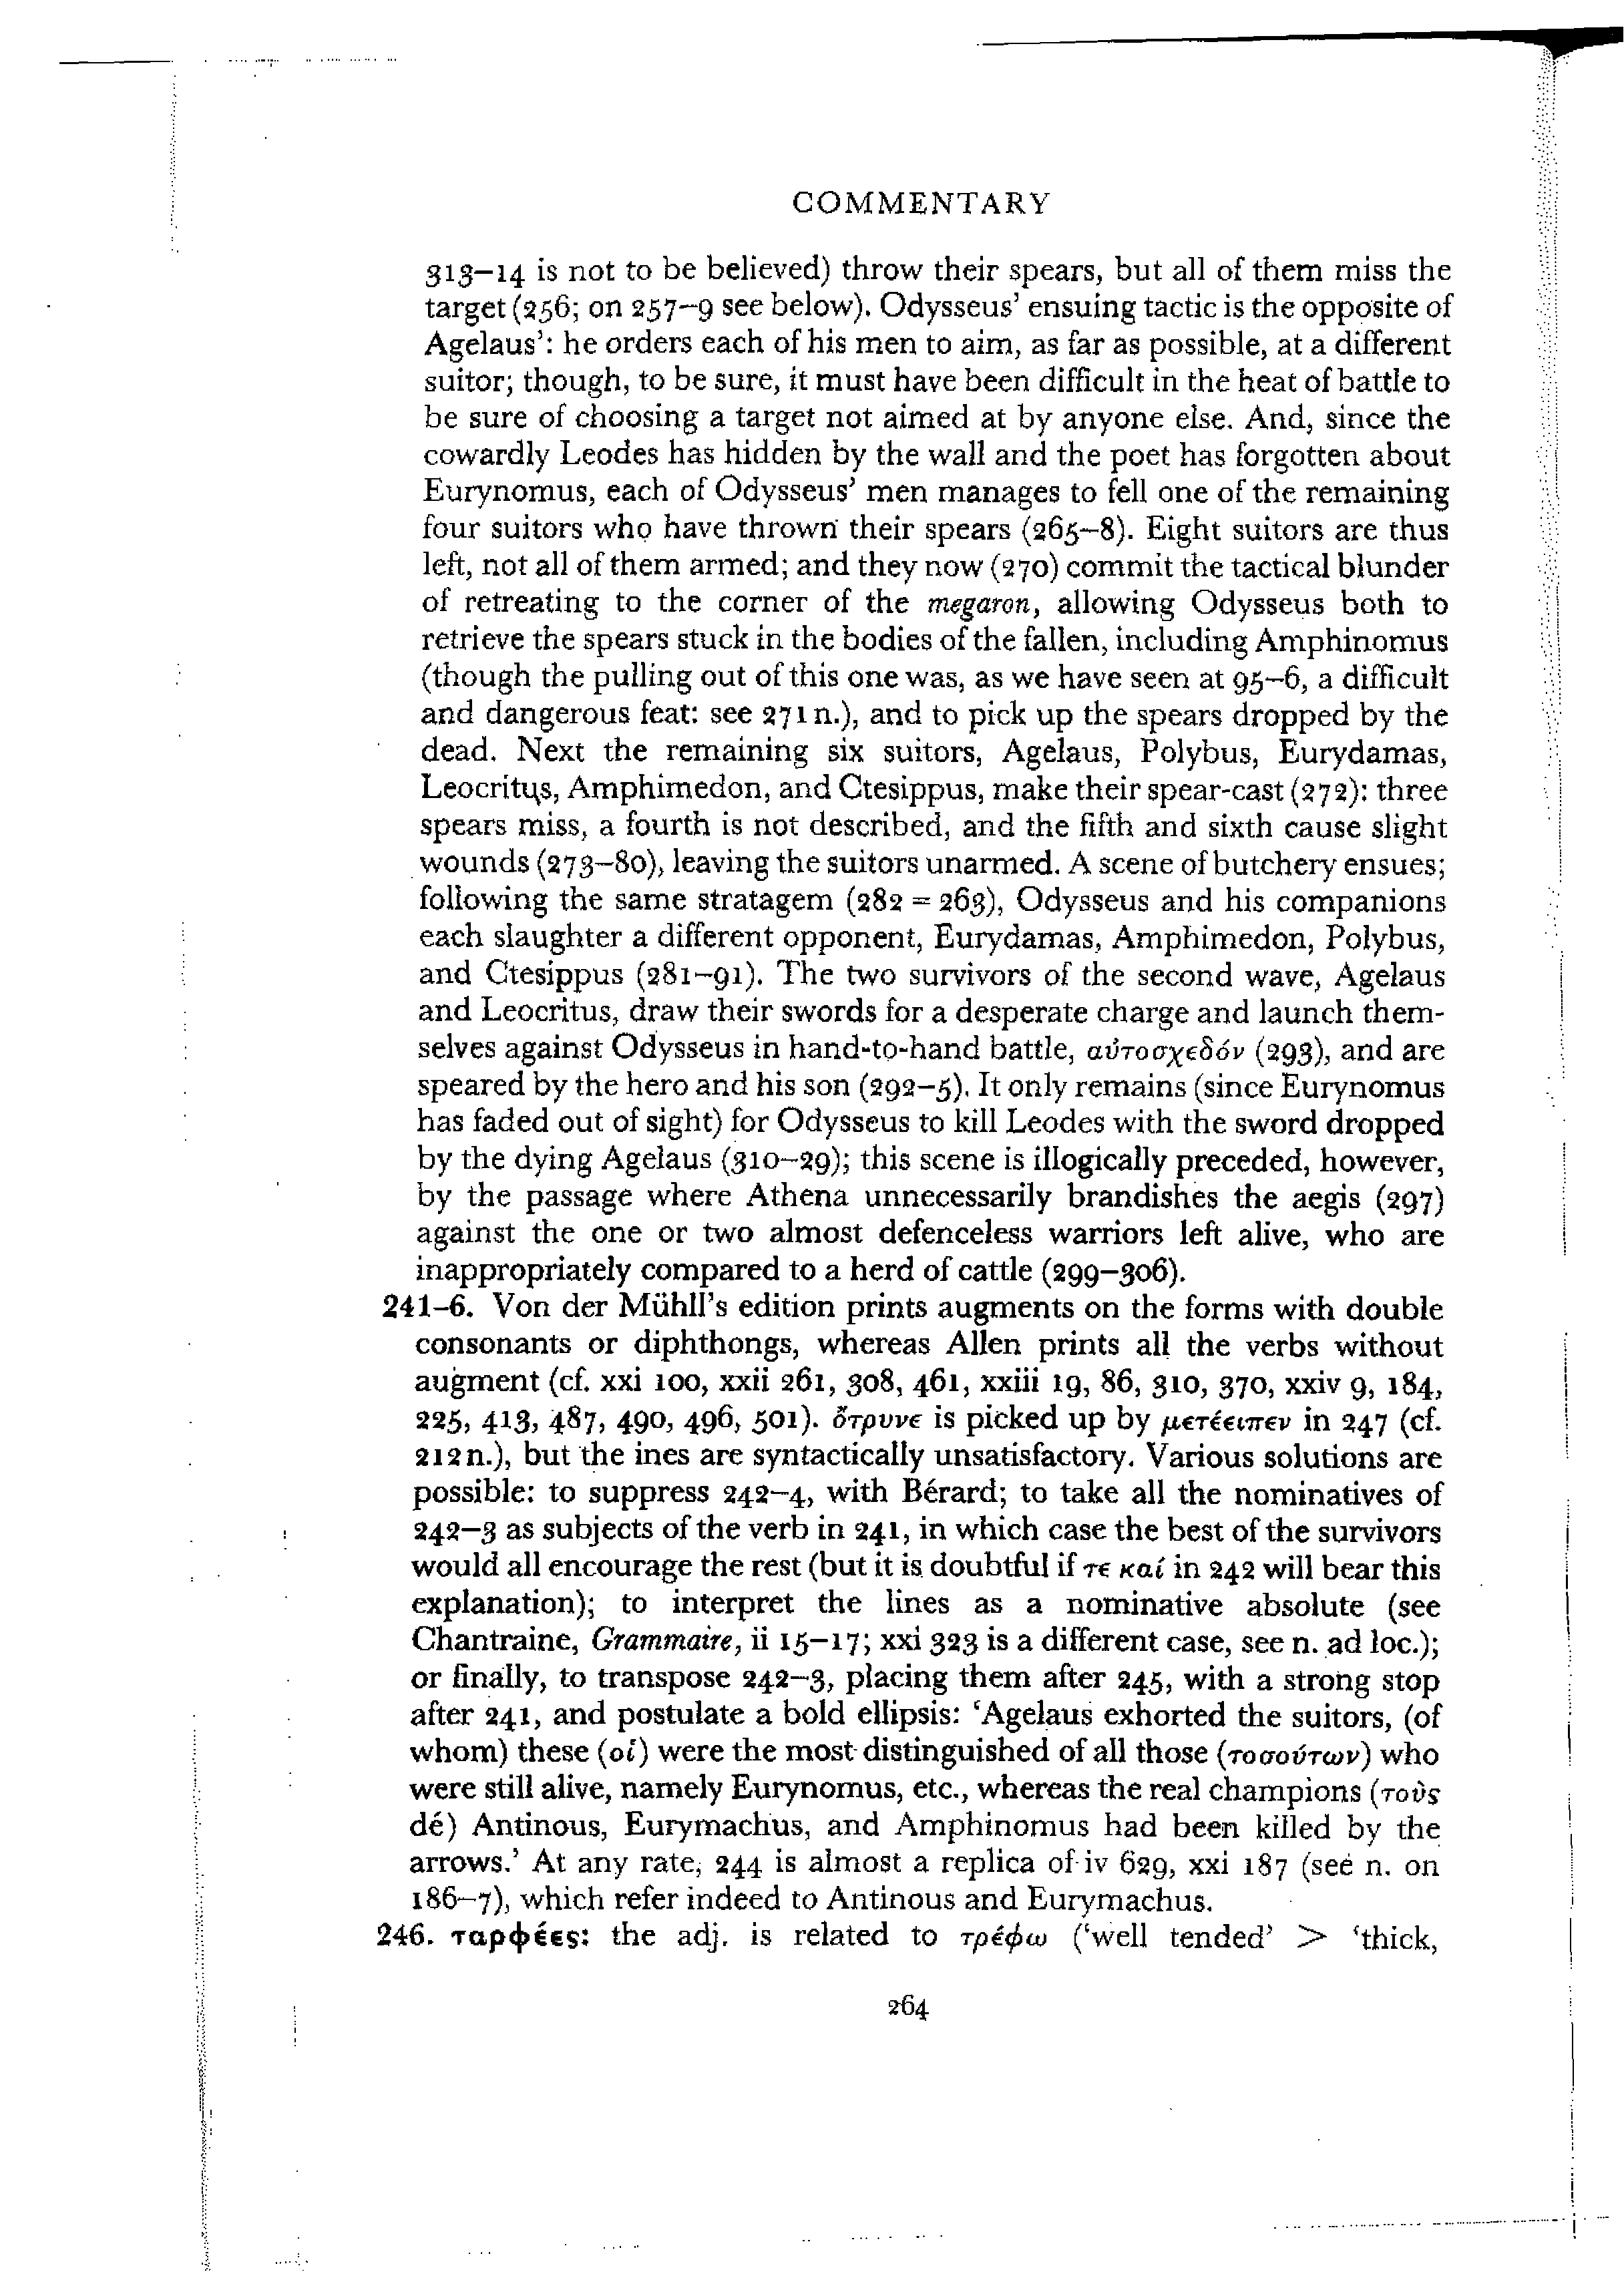 COMMENTARY
313–14 is not to be believed) throw their spears, but all of them miss the
target (256; on 257–9 see below). Odysseus’ ensuing tactic is the opposite of
Agelaus’: he orders each of his men to aim, as far as possible, at a different
suitor; though, to be sure, it must have been difficult in the heat of battle to
be sure of choosing a target not aimed at by anyone else. And, since the
cowardly Leodes has hidden by the wall and the poet has forgotten about
Eurynomus, each of Odysseus’ men manages to fell one of the remaining
four suitors who have thrown their spears (265–8). Eight suitors are thus
left, not all of them armed; and they now (270) commit the tactical blunder
of retreating to the corner of the megaron, allowing Odysseus both to
retrieve the spears stuck in the bodies of the fallen, including Amphinomus
(though the pulling out of this one was, as we have seen at 95–6, a difficult
and dangerous feat: see 271 n.), and to pick up the spears dropped by the
dead. Next the remaining six suitors, Agelaus, Polybus, Eurydamas,
Leocritus, Amphimedon, and Ctesippus, make their spear-cast (272): three
spears miss, a fourth is not described, and the fifth and sixth cause slight
wounds (273–80), leaving the suitors unarmed. A scene of butchery ensues;
following the same stratagem (282 = 263), Odysseus and his companions
each slaughter a different opponent, Eurydamas, Amphimedon, Polybus,
and Ctesippus (281–91). The two survivors of the second wave, Agelaus
and Leocritus, draw their swords for a desperate charge and launch them-
selves against Odysseus in hand-to-hand battle, αὐτοσχεδόν (293), and are
speared by the hero and his son (292–5). It only remains (since Eurynomus
has faded out of sight) for Odysseus to kill Leodes with the sword dropped
by the dying Agelaus (310–29); this scene is illogically preceded, however,
by the passage where Athena unnecessarily brandishes the aegis (297)
against the one or two almost defenceless warriors left alive, who are
inappropriately compared to a herd of cattle (299–306).
241–6. Von der Mühll’s edition prints augments on the forms with double
consonants or diphthongs, whereas Allen prints all the verbs without
augment (cf. xxi 100, xxii 261, 308, 461, xxiii 19, 86, 310, 370, xxiv 9, 184,
225, 413, 487, 490, 496, 501). ὄτρυνε is picked up by μετέειπεν in 247 (cf.
212 n.), but the ines are syntactically unsatisfactory. Various solutions are
possible: to suppress 242–4, with Bérard; to take all the nominatives of
242–3 as subjects of the verb in 241, in which case the best of the survivors
would all encourage the rest (but it is doubtful if τε καί in 242 will bear this
explanation); to interpret the lines as a nominative absolute (see
Chantraine, Grammaire, ii 15–17; xxi 323 is a different case, see n. ad loc.);
or finally, to transpose 242–3, placing them after 245, with a strong stop
after 241, and postulate a bold ellipsis: ‘Agelaus exhorted the suitors, (of
whom) these (οἱ) were the most distinguished of all those (τοσούτων) who
were still alive, namely Eurynomus, etc., whereas the real champions (τοὺς
dé) Antinous, Eurymachus, and Amphinomus had been killed by the
arrows.’ At any rate, 244 is almost a replica of iv 629, xxi 187 (see n. on
186–7), which refer indeed to Antinous and Eurymachus.
246. ταρφέες: the adj. is related to τρέφω (‘well tended’ > ‘thick,
264